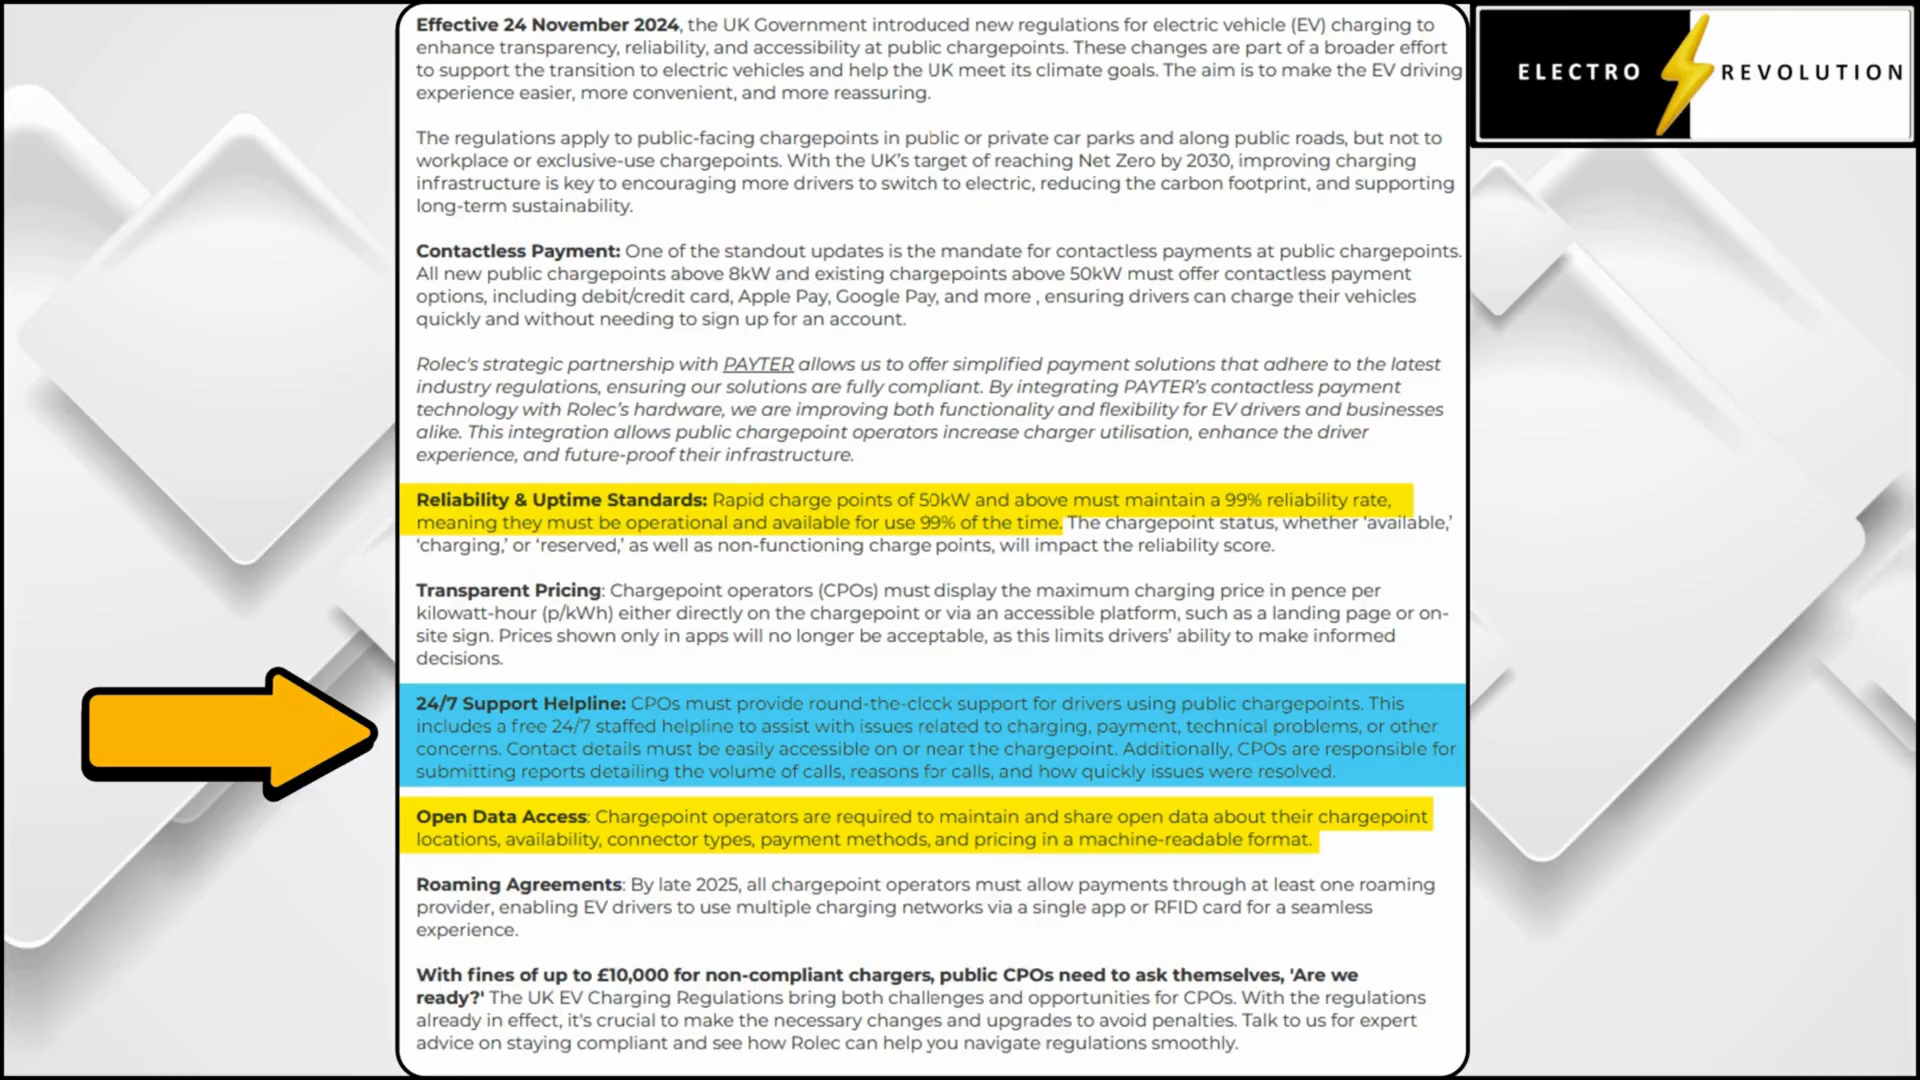 Effective 24 November 2024, the UK Government introduced new regulations for electric vehicle (EV) charging to
enhance transparency, reliability, and accessibility at public chargepoints. These changes are part of a broader effort
to support the transition to electric vehicles and help the UK meet its climate goals. The aim is to make the EV driving
experience easier, more convenient, and more reassuring.
The regulations apply to public-facing chargepoints in public or private car parks and along public roads, but not to
workplace or exclusive-use chargepoints. With the UK's target of reaching Net Zero by 2030, improving charging
infrastructure is key to encouraging more drivers to switch to electric, reducing the carbon footprint, and supporting
long-term sustainability.
Contactless Payment: One of the standout updates is the mandate for contactless payments at public chargepoints.
All new public chargepoints above 8kW and existing chargepoints above 50kW must offer contactless payment
options, including debit/credit card, Apple Pay, Google Pay, and more , ensuring drivers can charge their vehicles
quickly and without needing to sign up for an account.
Rolec's strategic partnership with PAYTER allows us to offer simplified payment solutions that adhere to the latest
industry regulations, ensuring our solutions are fully compliant. By integrating PAYTER's contactless payment
technology with Rolec's hardware, we are improving both functionality and flexibility for EV drivers and businesses
alike. This integration allows public chargepoint operators increase charger utilisation, enhance the driver
experience, and future-proof their infrastructure.
Reliability & Uptime Standards: Rapid charge points of 50kW and above must maintain a 99% reliability rate,
meaning they must be operational and available for use 99% of the time. The chargepoint status, whether 'available,'
'charging,' or 'reserved,' as well as non-functioning charge points, will impact the reliability score.
Transparent Pricing: Chargepoint operators (CPOs) must display the maximum charging price in pence per
kilowatt-hour (p/kWh) either directly on the chargepoint or via an accessible platform, such as a landing page or on-
site sign. Prices shown only in apps will no longer be acceptable, as this limits drivers' ability to make informed
decisions.
24/7 Support Helpline: CPOs must provide round-the-clock support for drivers using public chargepoints. This
includes a free 24/7 staffed helpline to assist with issues related to charging, payment, technical problems, or other
concerns. Contact details must be easily accessible on or near the chargepoint. Additionally, CPOs are responsible for
submitting reports detailing the volume of calls, reasons for calls, and how quickly issues were resolved.
Open Data Access: Chargepoint operators are required to maintain and share open data about their chargepoint
locations, availability, connector types, payment methods, and pricing in a machine-readable format.
Roaming Agreements: By late 2025, all chargepoint operators must allow payments through at least one roaming
provider, enabling EV drivers to use multiple charging networks via a single app or RFID card for a seamless
experience.
With fines of up to £10,000 for non-compliant chargers, public CPOs need to ask themselves, 'Are we
ready?' The UK EV Charging Regulations bring both challenges and opportunities for CPOs. With the regulations
already in effect, it's crucial to make the necessary changes and upgrades to avoid penalties. Talk to us for expert
advice on staying compliant and see how Rolec can help you navigate regulations smoothly.
ELECTRO REVOLUTION